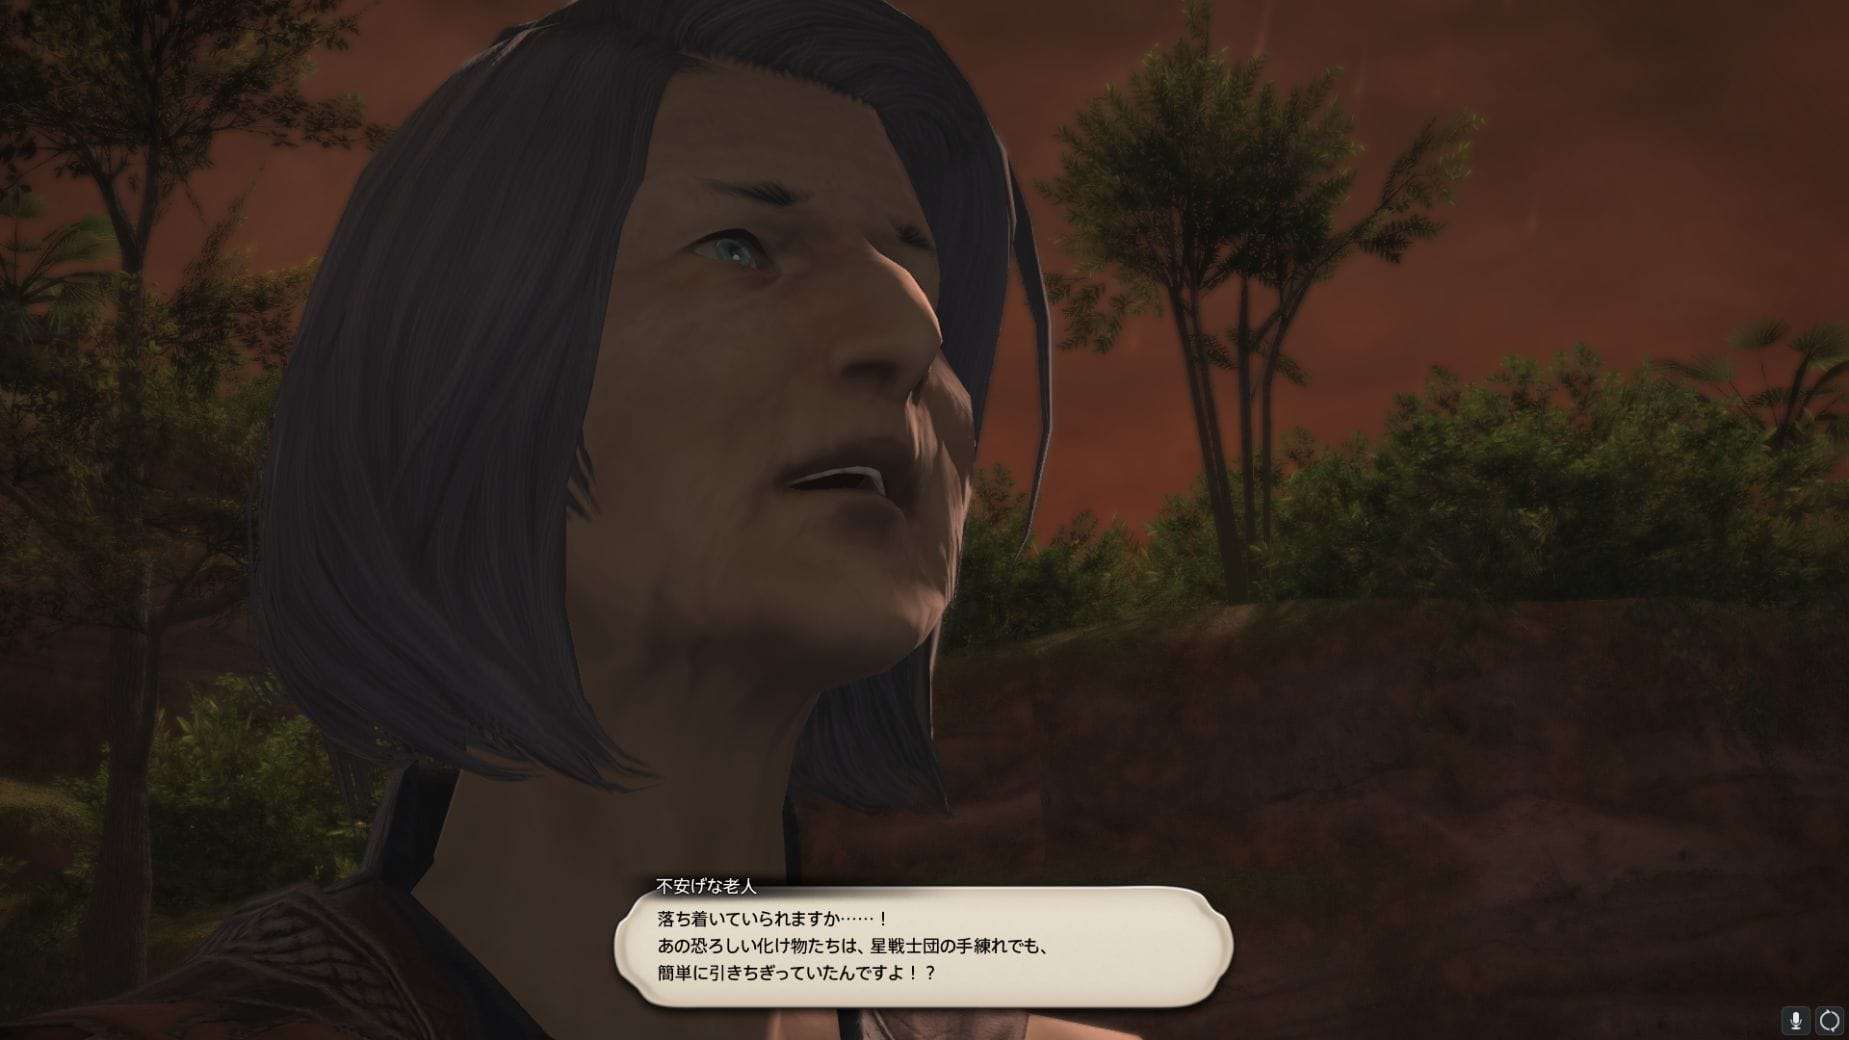 不安げな老人
落ち着いていられますか……！
あの恐ろしい化け物たちは、星戦士団の手練れでも、
簡単に引きちぎっていたんですよ！？